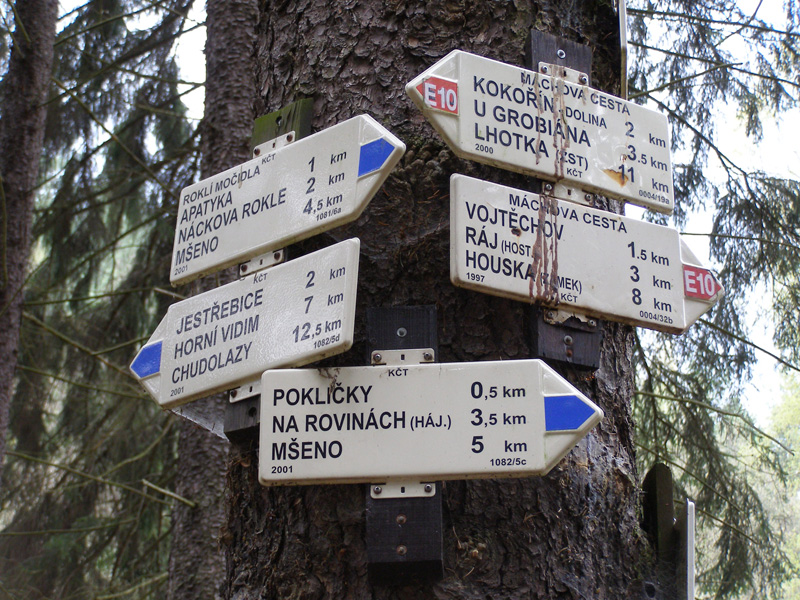 ROKLÍ MOČIDLA
APATYKA 1 km
NÁCKOVA ROKLE 2 km
MŠENO 4,5 km
2001 KČT 1081/6a
E10 MÁCHOVA CESTA
KOKOŘÍN DOLINA 2 km
U GROBIÁNA 3.5 km
LHOTKA 11 km
2000 KČT 0004/19a
MÁCHOVA CESTA
VOJTĚCHOV 1.5 km
RÁJ (HOST. 3 km E10
HOUSKA 8 km
1997 KČT 0004/32b
JESTŘEBICE 2 km
HORNÍ VIDIM 7 km
CHUDOLAZY 12,5 km
2001 1082/5d
KČT
POKLIČKY 0,5 km
NA ROVINÁCH (HÁJ.) 3,5 km
MŠENO 5 km
2001 1082/5c